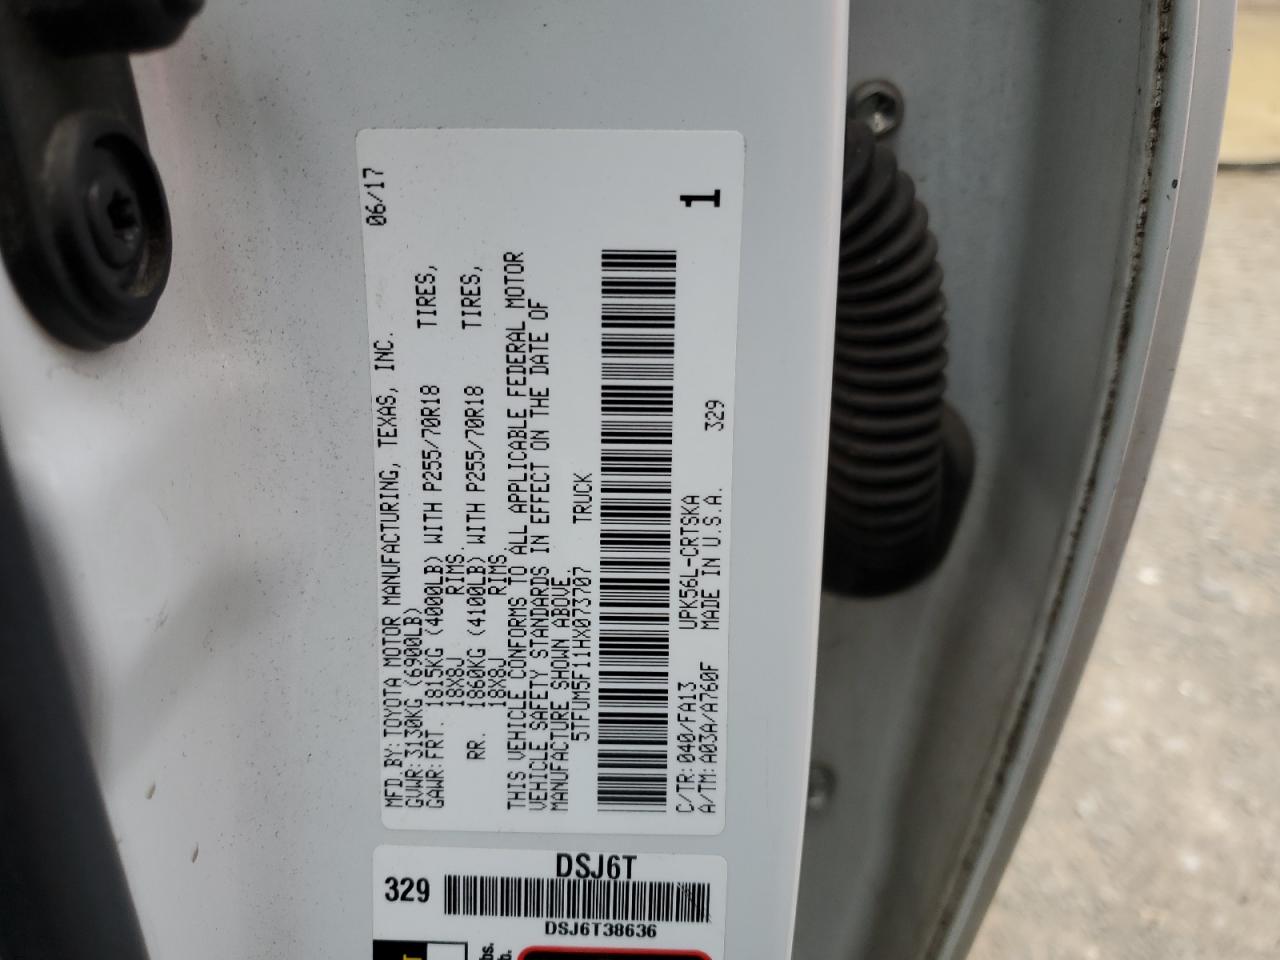 MFD.BY:TOYOTA MOTOR MANUFACTURING, TEXAS, INC. 06/17
GVWR:3130KG (6900LB)
GAWR:FRT. 1815KG (4000LB) WITH P255/70R18 TIRES,
18X8J RIMS.
RR. 1860KG (4100LB) WITH P255/70R18 TIRES,
18X8J RIMS.
THIS VEHICLE CONFORMS TO ALL APPLICABLE FEDERAL MOTOR
VEHICLE SAFETY STANDARDS IN EFFECT ON THE DATE OF
MANUFACTURE SHOWN ABOVE.
5TFUM5F11HX073707 TRUCK
C/TR:040/FA13 UPK56L-CRTSKA 1
A/TM:A03A/A760F MADE IN U.S.A. 329
DSJ6T
329
DSJ6T38636